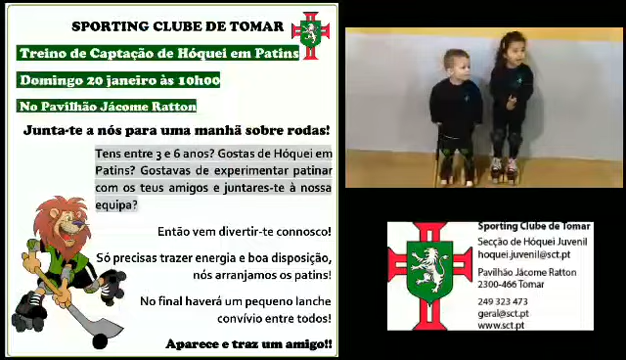 SPORTING CLUBE DE TOMAR
Treino de Captação de Hóquei em Patins
Domingo 20 janeiro às 10h00
No Pavilhão Jácome Ratton
Junta-te a nós para uma manhã sobre rodas!
Tens entre 3 e 6 anos? Gostas de Hóquei em
Patins? Gostavas de experimentar patinar
com os teus amigos e juntares-te à nossa
equipa?
Então vem divertir-te connosco!
Só precisas trazer energia e boa disposição,
nós arranjamos os patins!
No final haverá um pequeno lanche
convívio entre todos!
Aparece e traz um amigo!!
Sporting Clube de Tomar
Secção de Hóquei Juvenil
hoquei.juvenil@sct.pt
Pavilhão Jácome Ratton
2300-466 Tomar
249 323 473
geral@sct.pt
www.sct.pt